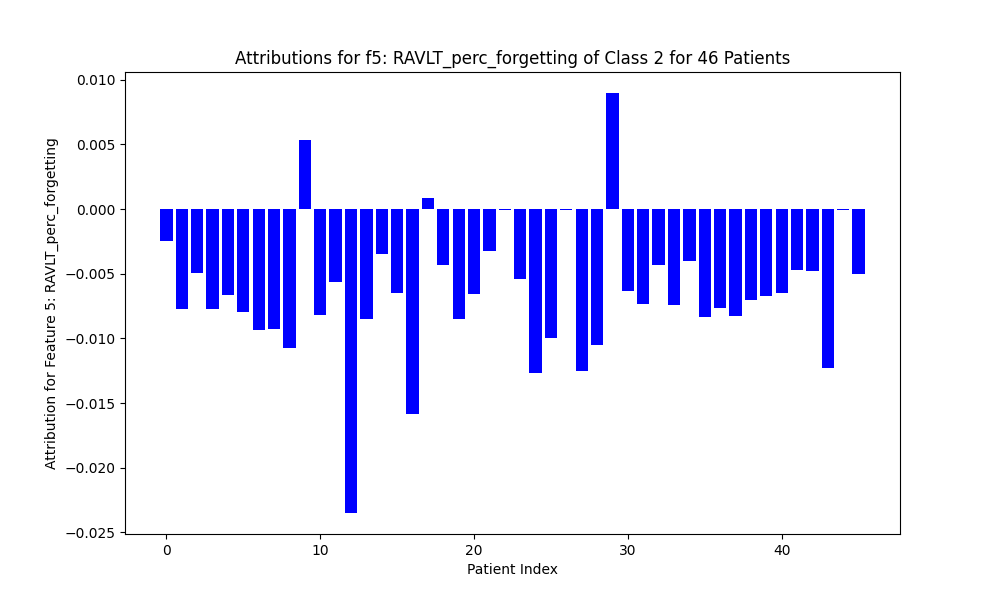 Attributions for f5: RAVLT_perc_forgetting of Class 2 for 46 Patients
Attribution for Feature 5: RAVLT_perc_forgetting
0.010
0.005
0.000
−0.005
−0.010
−0.015
−0.020
−0.025
0 10 20 30 40
Patient Index